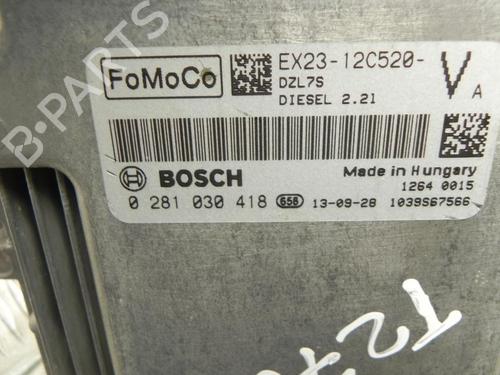 FoMoCo
EX23-12C520- V A
DZL7S
DIESEL 2.2l
BOSCH
Made in Hungary
1264 0015
0 281 030 418 658 13-09-28 1039S67566
B-PARTS